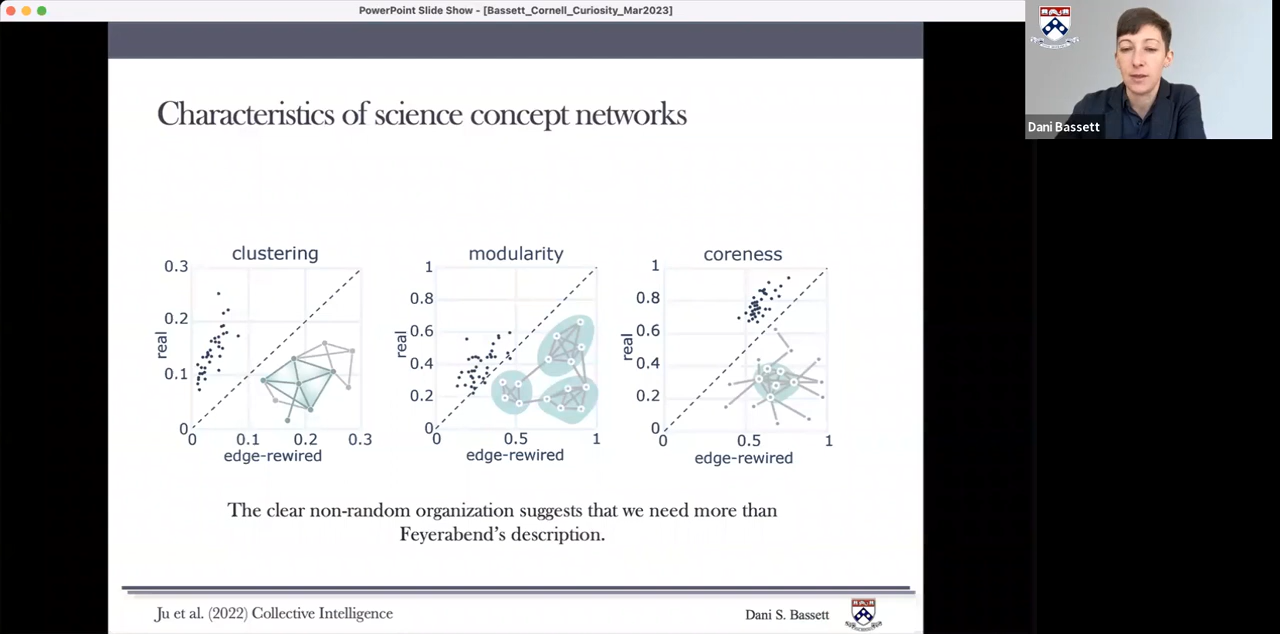 PowerPoint Slide Show - [Bassett_Cornell_Curiosity_Mar2023]
Dani Bassett
Characteristics of science concept networks
clustering
0.3
0.2
0.1
0
real
0
0.1
0.2
0.3
edge-rewired
modularity
1
0.8
0.6
0.4
0.2
0
real
0
0.5
1
edge-rewired
coreness
1
0.8
0.6
0.4
0.2
0
real
0
0.5
1
edge-rewired
The clear non-random organization suggests that we need more than
Feyerabend's description.
Ju et al. (2022) Collective Intelligence
Dani S. Bassett